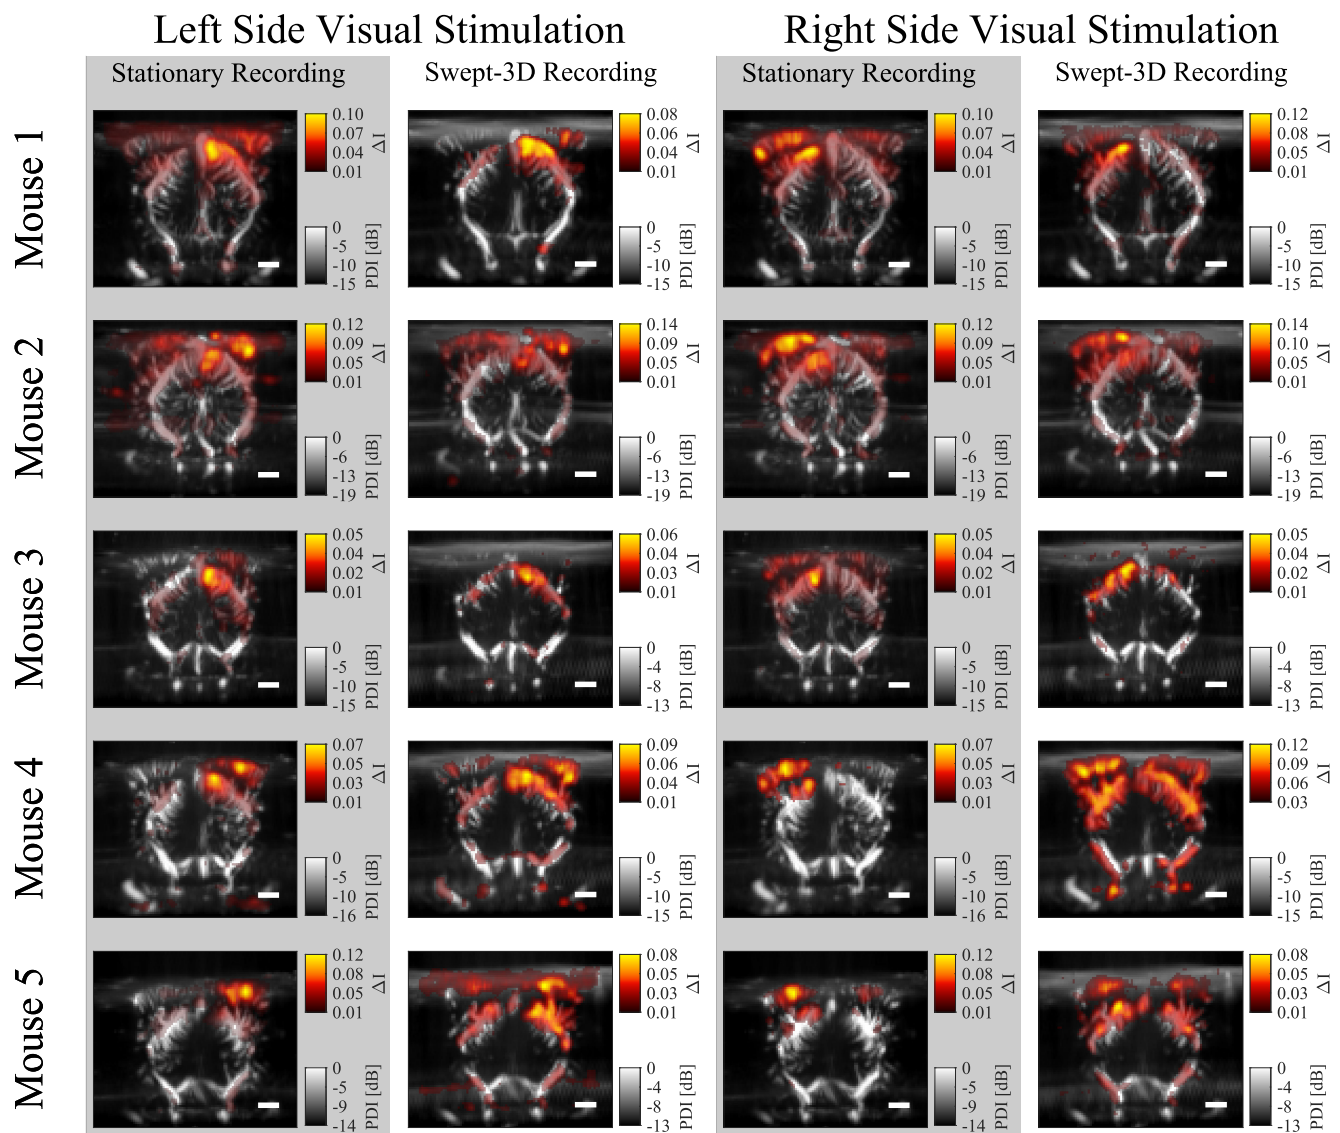 Left Side Visual Stimulation Right Side Visual Stimulation
Stationary Recording Swept-3D Recording Stationary Recording Swept-3D Recording
Mouse 1
0.10 0.08 0.10 0.12
0.07 0.06 0.07 0.08
0.04 0.03 0.04 0.05
0.01 0.01 0.01 0.01
ΔI ΔI ΔI ΔI
0 0 0 0
-5 -5 -5 -5
-10 -10 -10 -10
-15 -15 -15 -15
PDI [dB] PDI [dB] PDI [dB] PDI [dB]
Mouse 2
0.12 0.14 0.12 0.14
0.09 0.09 0.09 0.10
0.05 0.05 0.05 0.05
0.01 0.01 0.01 0.01
ΔI ΔI ΔI ΔI
0 0 0 0
-6 -6 -6 -6
-13 -13 -13 -13
-19 -19 -19 -19
PDI [dB] PDI [dB] PDI [dB] PDI [dB]
Mouse 3
0.05 0.06 0.05 0.05
0.04 0.04 0.04 0.04
0.02 0.03 0.02 0.02
0.01 0.01 0.01 0.01
ΔI ΔI ΔI ΔI
0 0 0 0
-5 -4 -5 -4
-10 -8 -10 -8
-15 -13 -15 -13
PDI [dB] PDI [dB] PDI [dB] PDI [dB]
Mouse 4
0.07 0.09 0.07 0.12
0.05 0.06 0.05 0.09
0.03 0.04 0.03 0.06
0.01 0.01 0.01 0.03
ΔI ΔI ΔI ΔI
0 0 0 0
-5 -5 -5 -5
-10 -10 -10 -10
-16 -15 -16 -15
PDI [dB] PDI [dB] PDI [dB] PDI [dB]
Mouse 5
0.12 0.08 0.12 0.08
0.08 0.05 0.08 0.05
0.05 0.03 0.05 0.03
0.01 0.01 0.01 0.01
ΔI ΔI ΔI ΔI
0 0 0 0
-5 -4 -5 -4
-9 -8 -9 -8
-14 -13 -14 -13
PDI [dB] PDI [dB] PDI [dB] PDI [dB]